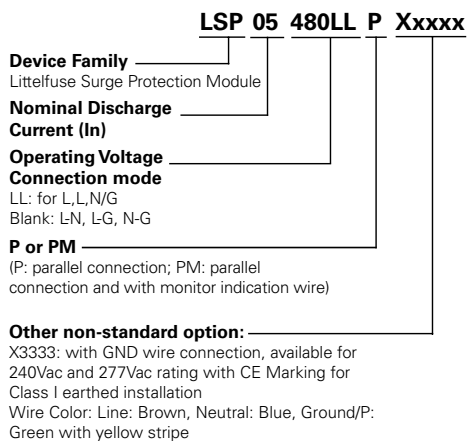 LSP 05 480LL P Xxxxx
Device Family
Littelfuse Surge Protection Module
Nominal Discharge
Current (In)
Operating Voltage
Connection mode
LL: for L,L,N/G
Blank: L-N, L-G, N-G
P or PM
(P: parallel connection; PM: parallel
connection and with monitor indication wire)
Other non-standard option:
X3333: with GND wire connection, available for
240Vac and 277Vac rating with CE Marking for
Class I earthed installation
Wire Color: Line: Brown, Neutral: Blue, Ground/P:
Green with yellow stripe